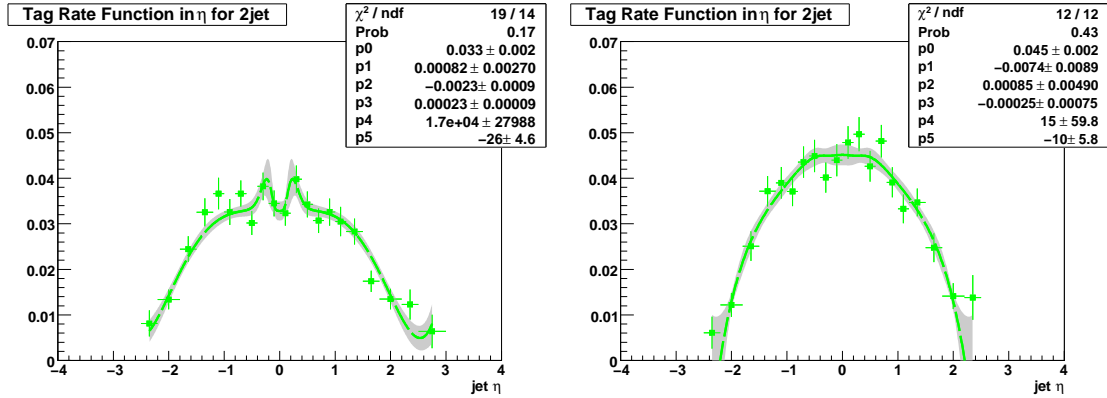 Tag Rate Function in η for 2jet
χ² / ndf 19 / 14
Prob 0.17
p0 0.033 ± 0.002
p1 0.00082 ± 0.00270
p2 −0.0023± 0.0009
p3 0.00023 ± 0.00009
p4 1.7e+04 ± 27988
p5 −26± 4.6
0.07
0.06
0.05
0.04
0.03
0.02
0.01
0
−4 −3 −2 −1 0 1 2 3 4
jet η
Tag Rate Function in η for 2jet
χ² / ndf 12 / 12
Prob 0.43
p0 0.045 ± 0.002
p1 −0.0074± 0.0089
p2 0.00085 ± 0.00490
p3 −0.00025± 0.00075
p4 15 ± 59.8
p5 −10± 5.8
0.07
0.06
0.05
0.04
0.03
0.02
0.01
0
−4 −3 −2 −1 0 1 2 3 4
jet η